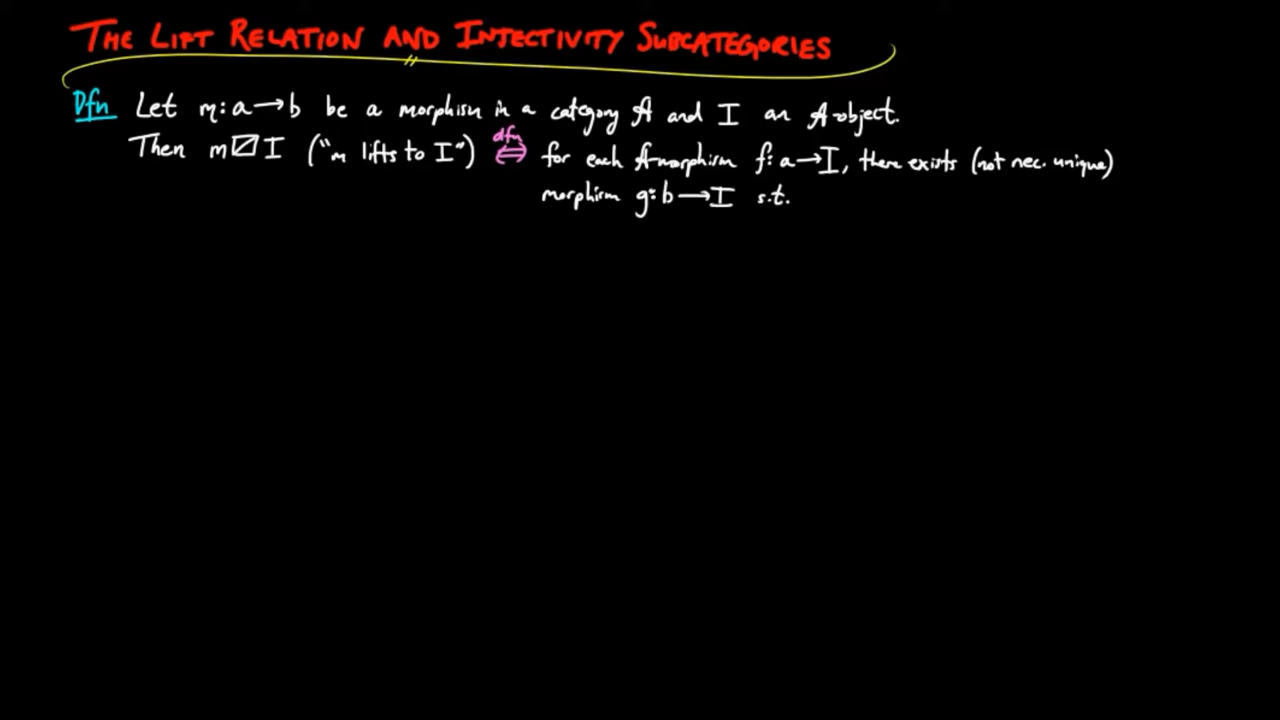 THE LIFT RELATION AND INJECTIVITY SUBCATEGORIES
Dfn Let m: a → b be a morphism in a category A and I an A-object.
Then m⧄I ("m lifts to I") dfn ⟺ for each A-morphism f: a → I, there exists (not nec. unique)
morphism g: b → I s.t.